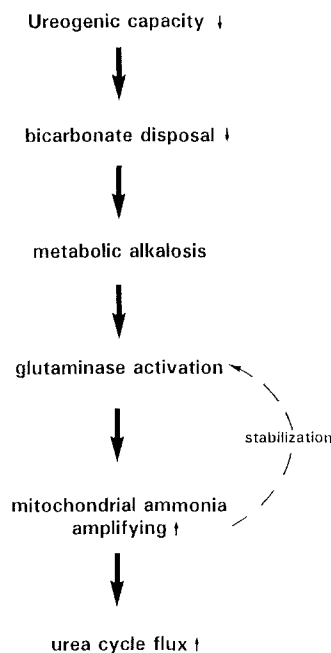 Ureogenic capacity ↓
bicarbonate disposal ↓
metabolic alkalosis
glutaminase activation
stabilization
mitochondrial ammonia
amplifying ↑
urea cycle flux ↑